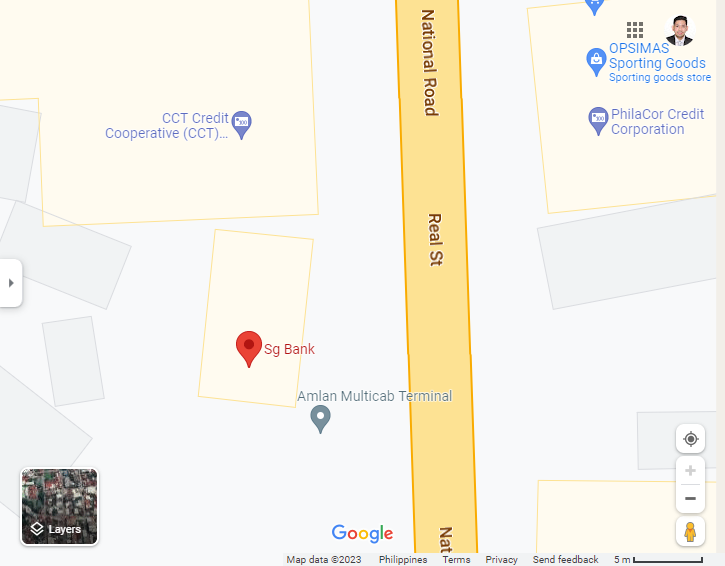 National Road
OPSIMAS
Sporting Goods
Sporting goods store
CCT Credit
Cooperative (CCT)...
PhilaCor Credit
Corporation
Real St
Sg Bank
Amlan Multicab Terminal
Layers
Google
Nat
Map data ©2023 Philippines Terms Privacy Send feedback 5 m